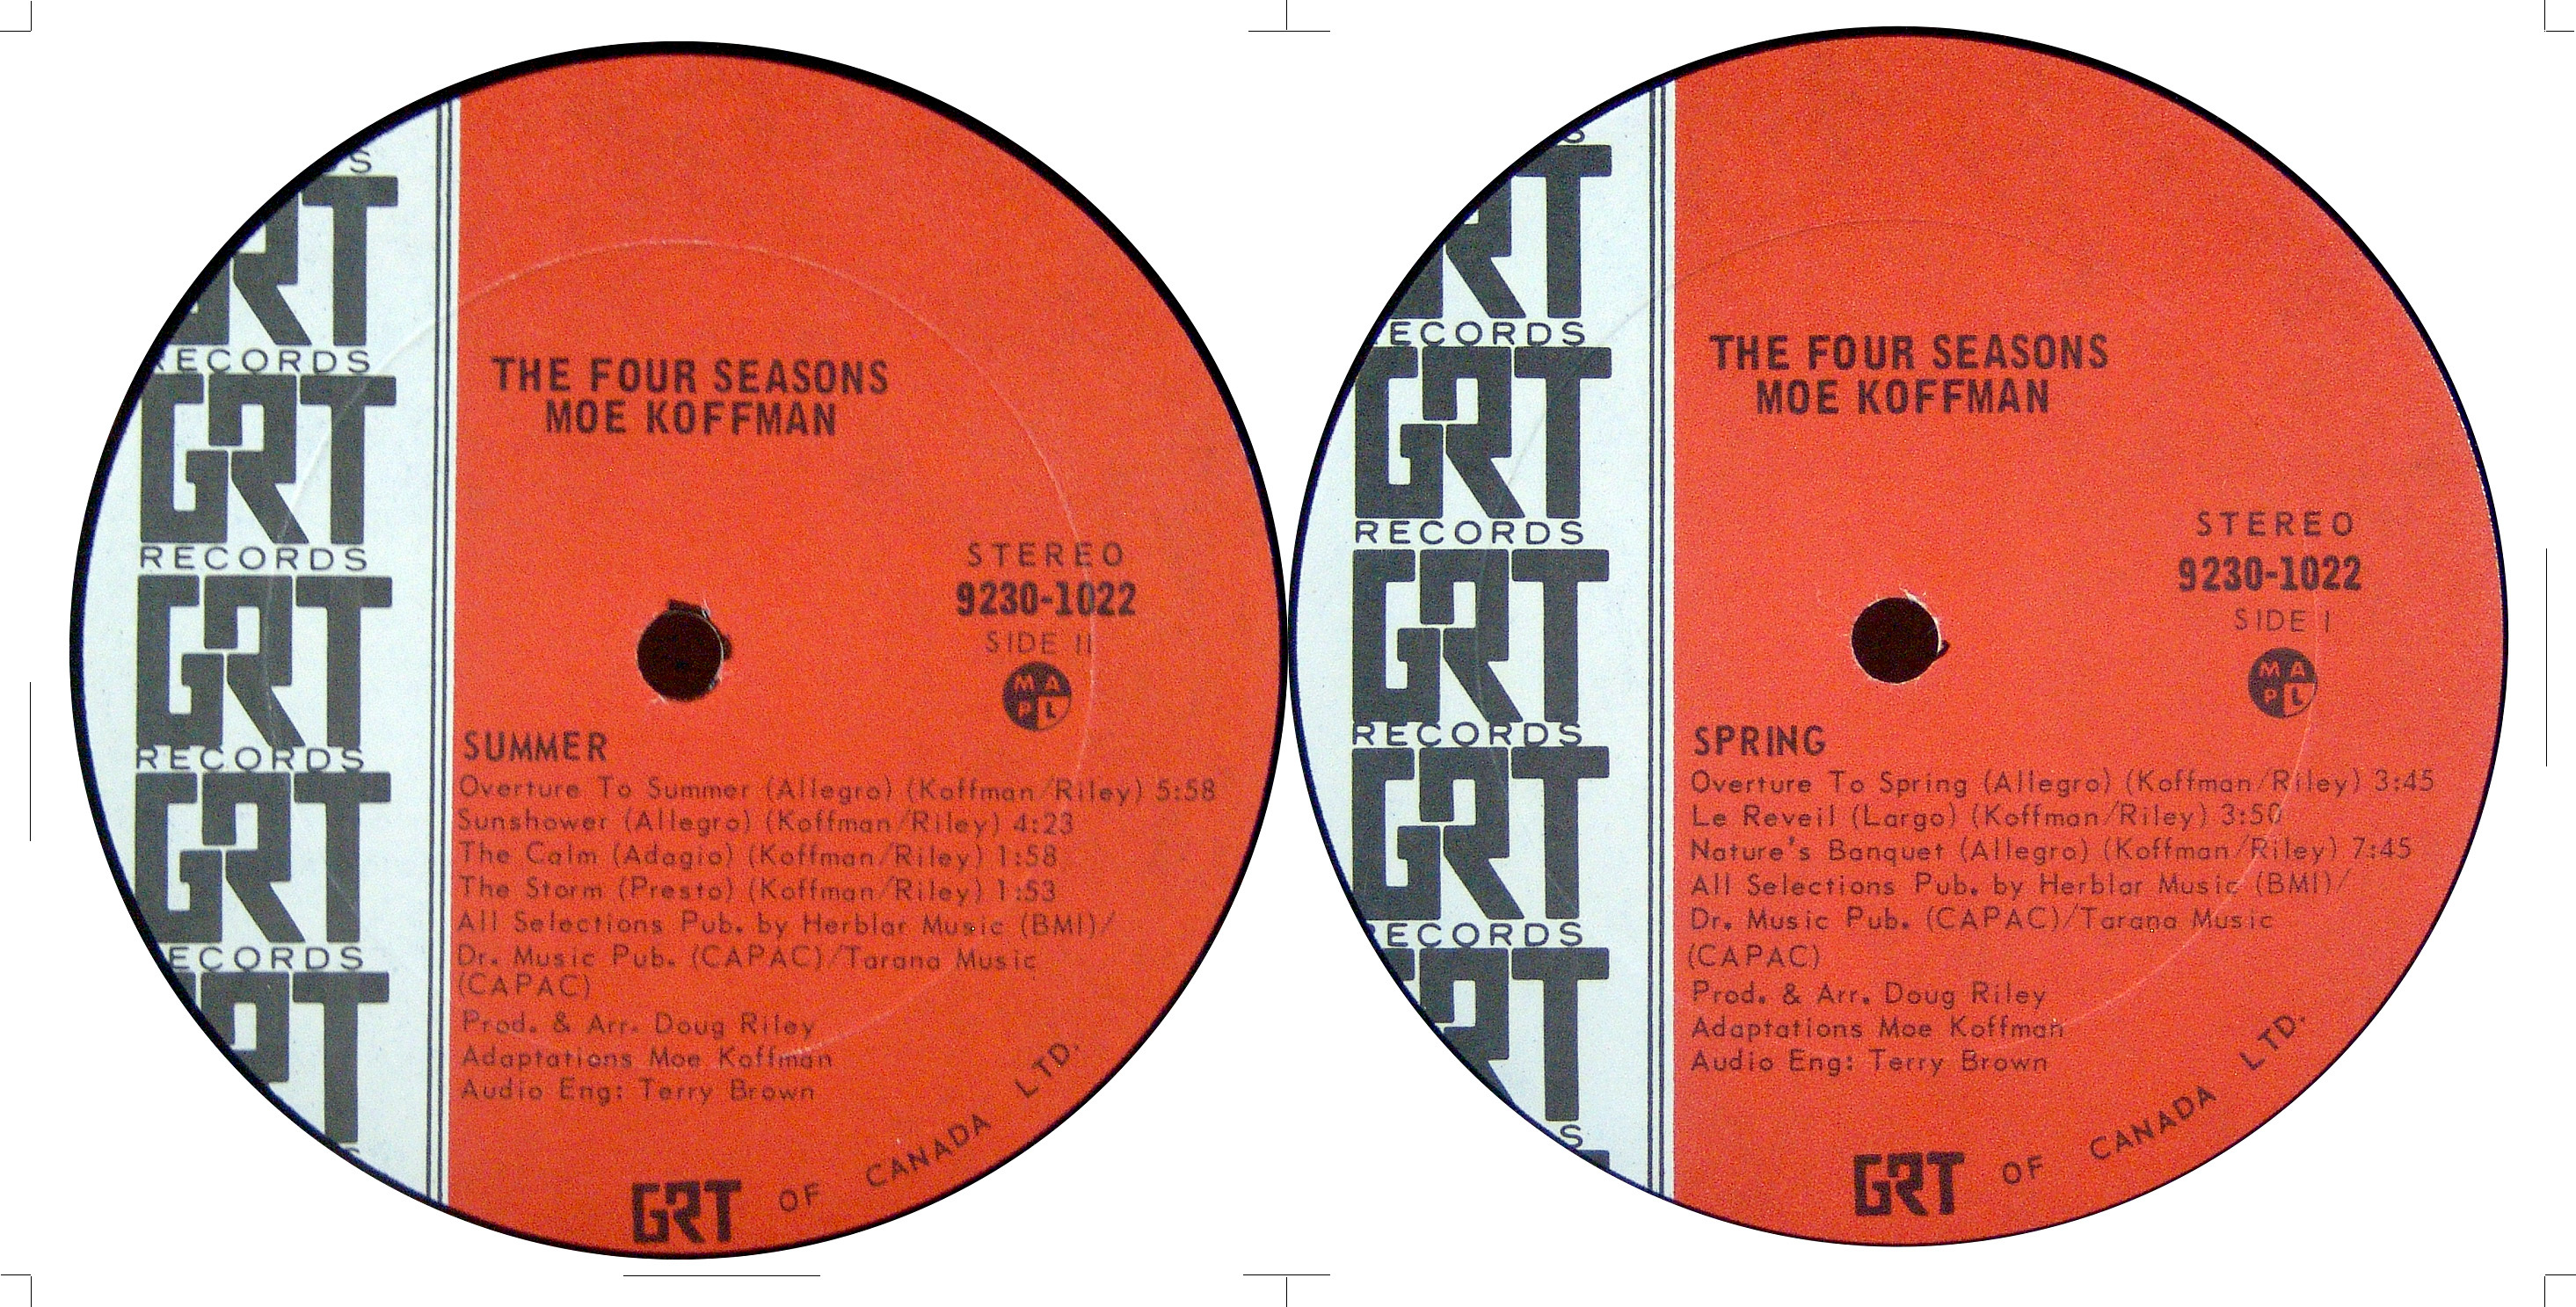 S
GRT
RECORDS
GRT
RECORDS
GRT
RECORDS
GRT
ECORDS
GRT
THE FOUR SEASONS
MOE KOFFMAN
STEREO
9230-1022
SIDE II
M A
P L
SUMMER
Overture To Summer (Allegro) (Koffman/Riley) 5:58
Sunshower (Allegro) (Koffman/Riley) 4:23
The Calm (Adagio) (Koffman/Riley) 1:58
The Storm (Presto) (Koffman/Riley) 1:53
All Selections Pub. by Herblar Music (BMI)/
Dr. Music Pub. (CAPAC)/Tarana Music
(CAPAC)
Prod. & Arr. Doug Riley
Adaptations Moe Koffman
Audio Eng: Terry Brown
GRT OF CANADA LTD.
S
GRT
ECORDS
GRT
RECORDS
GRT
RECORDS
GRT
ECORDS
GRT
S
THE FOUR SEASONS
MOE KOFFMAN
STEREO
9230-1022
SIDE I
M A
P L
SPRING
Overture To Spring (Allegro) (Koffman/Riley) 3:45
Le Reveil (Largo) (Koffman/Riley) 3:50
Nature's Banquet (Allegro) (Koffman/Riley) 7:45
All Selections Pub. by Herblar Music (BMI)/
Dr. Music Pub. (CAPAC)/Tarana Music
(CAPAC)
Prod. & Arr. Doug Riley
Adaptations Moe Koffman
Audio Eng: Terry Brown
GRT OF CANADA LTD.